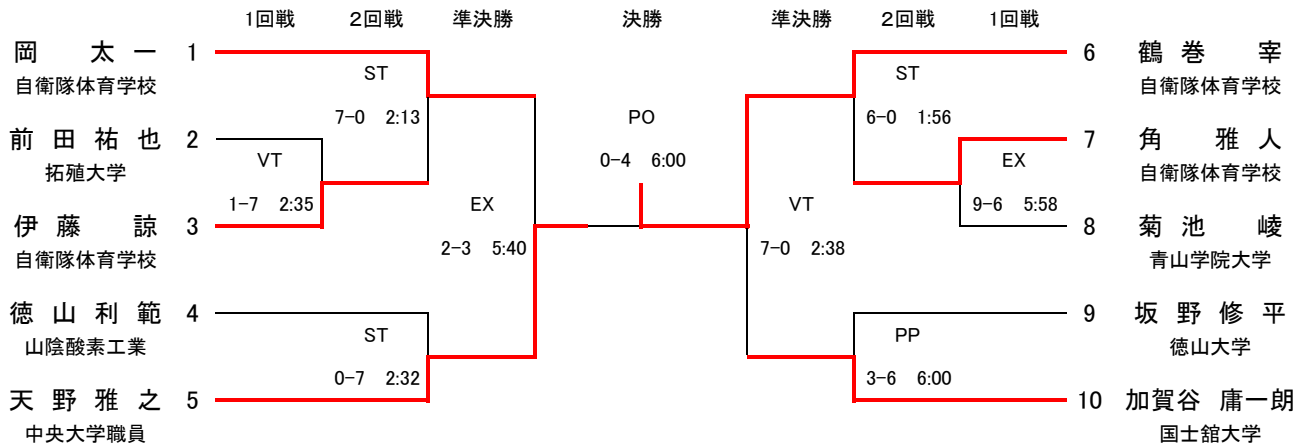 1回戦 2回戦 準決勝 決勝 準決勝 2回戦 1回戦
岡 太一 1
自衛隊体育学校
前田祐也 2
拓殖大学
伊藤 諒 3
自衛隊体育学校
徳山利範 4
山陰酸素工業
天野雅之 5
中央大学職員
VT
1-7 2:35
ST
7-0 2:13
ST
0-7 2:32
EX
2-3 5:40
PO
0-4 6:00
VT
7-0 2:38
ST
6-0 1:56
PP
3-6 6:00
EX
9-6 5:58
6 鶴巻 宰
自衛隊体育学校
7 角 雅人
自衛隊体育学校
8 菊池 崚
青山学院大学
9 坂野修平
徳山大学
10 加賀谷 庸一朗
国士舘大学